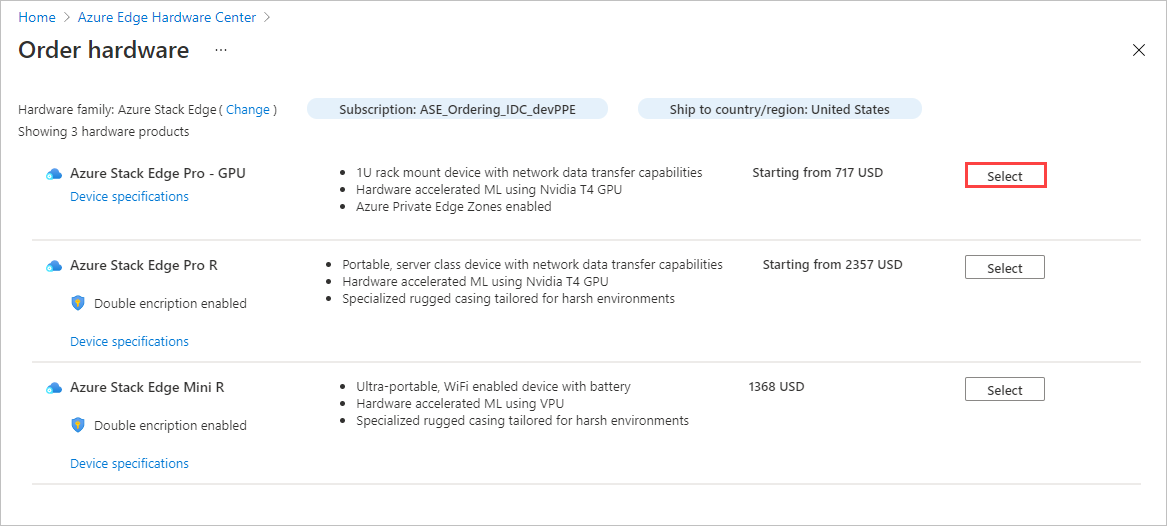 Home > Azure Edge Hardware Center >
Order hardware ...
Hardware family: Azure Stack Edge ( Change ) Subscription: ASE_Ordering_IDC_devPPE Ship to country/region: United States
Showing 3 hardware products
Azure Stack Edge Pro - GPU • 1U rack mount device with network data transfer capabilities Starting from 717 USD Select
• Hardware accelerated ML using Nvidia T4 GPU
Device specifications
• Azure Private Edge Zones enabled
Azure Stack Edge Pro R • Portable, server class device with network data transfer capabilities Starting from 2357 USD Select
• Hardware accelerated ML using Nvidia T4 GPU
• Specialized rugged casing tailored for harsh environments
Double encription enabled
Device specifications
Azure Stack Edge Mini R • Ultra-portable, WiFi enabled device with battery 1368 USD Select
• Hardware accelerated ML using VPU
• Specialized rugged casing tailored for harsh environments
Double encription enabled
Device specifications